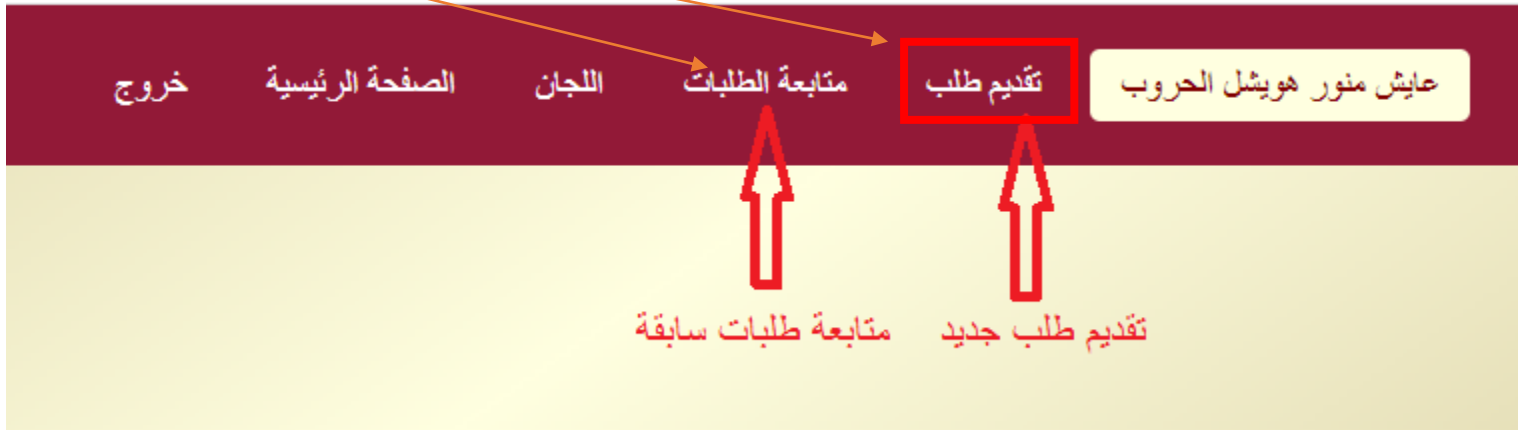 عايش منور هويشل الحروب تقديم طلب متابعة الطلبات اللجان الصفحة الرئيسية خروج
تقديم طلب جديد متابعة طلبات سابقة